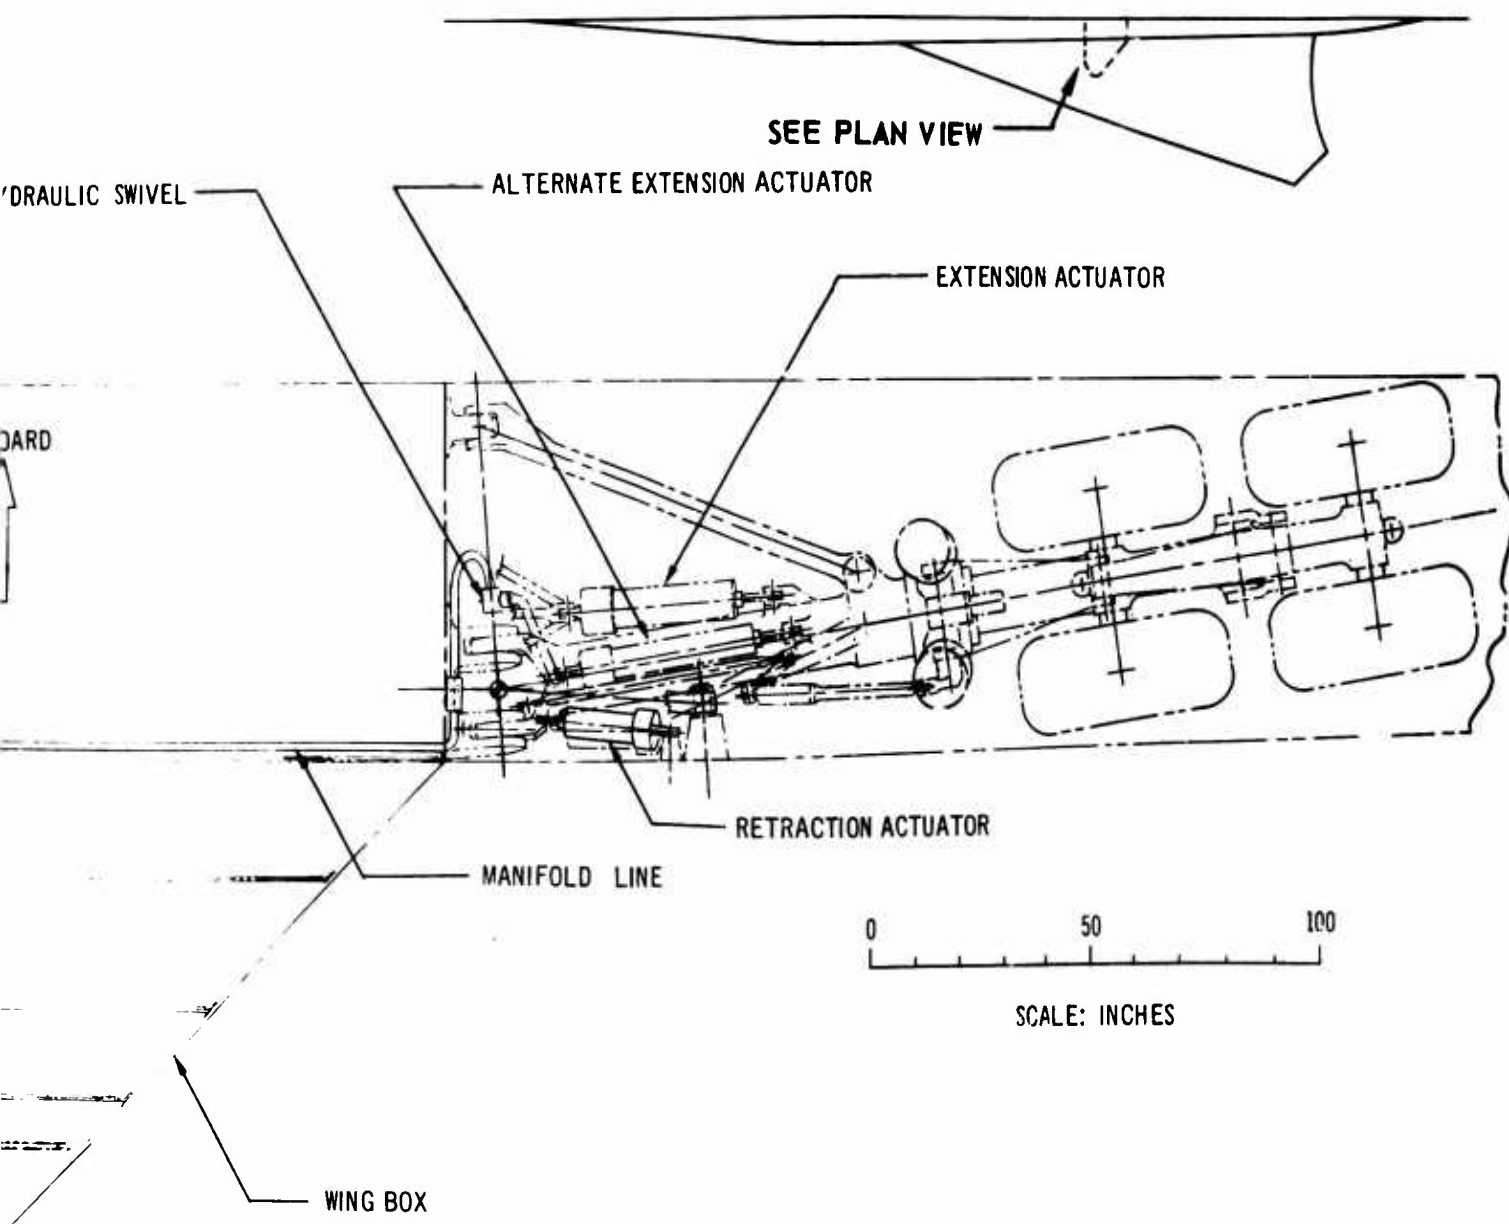 SEE PLAN VIEW
'DRAULIC SWIVEL
ALTERNATE EXTENSION ACTUATOR
EXTENSION ACTUATOR
OARD
RETRACTION ACTUATOR
MANIFOLD LINE
0 50 100
SCALE: INCHES
WING BOX